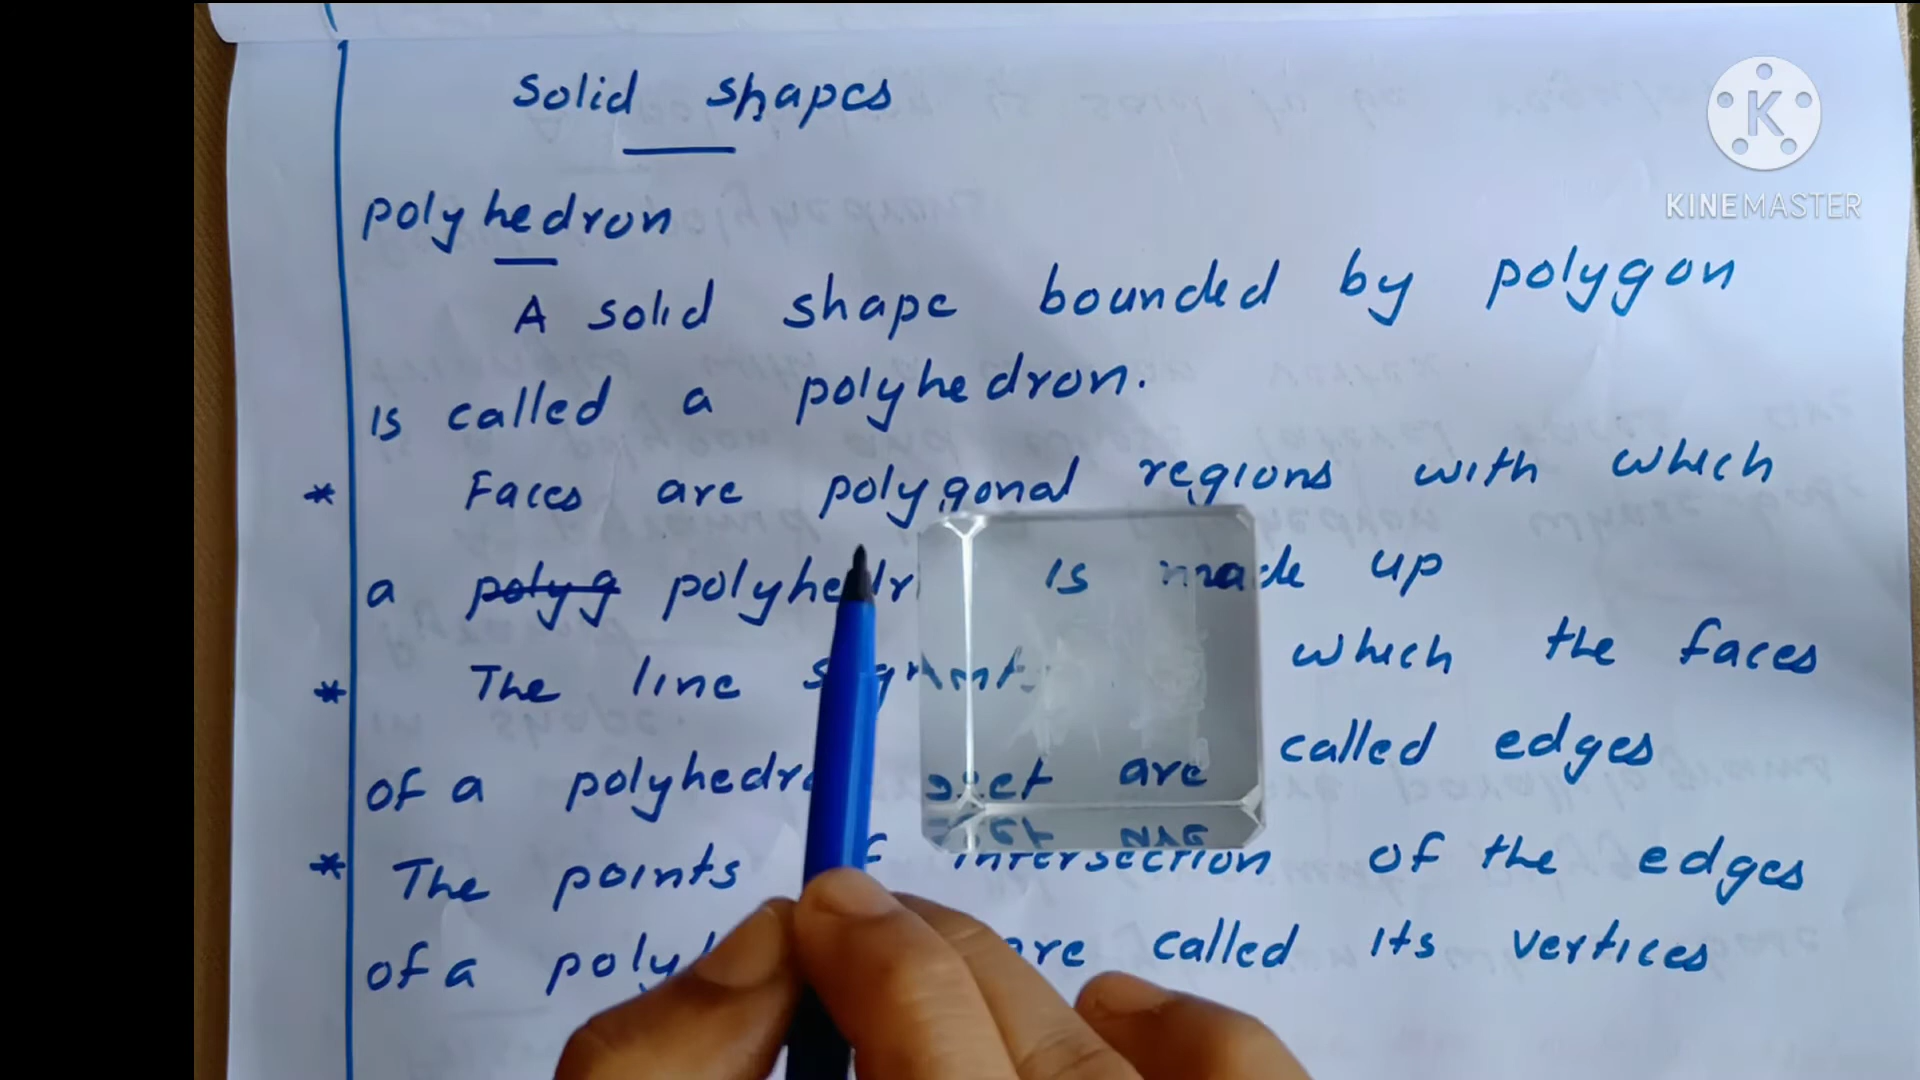 Solid shapes
polyhedron
A solid shape bounded by polygon
is called a polyhedron.
* Faces are polygonal regions with which
a polyg polyhedr is made up
* The line which the faces
of a polyhedr are called edges
* The points intersection of the edges
of a poly are called its vertices
K
KINEMASTER